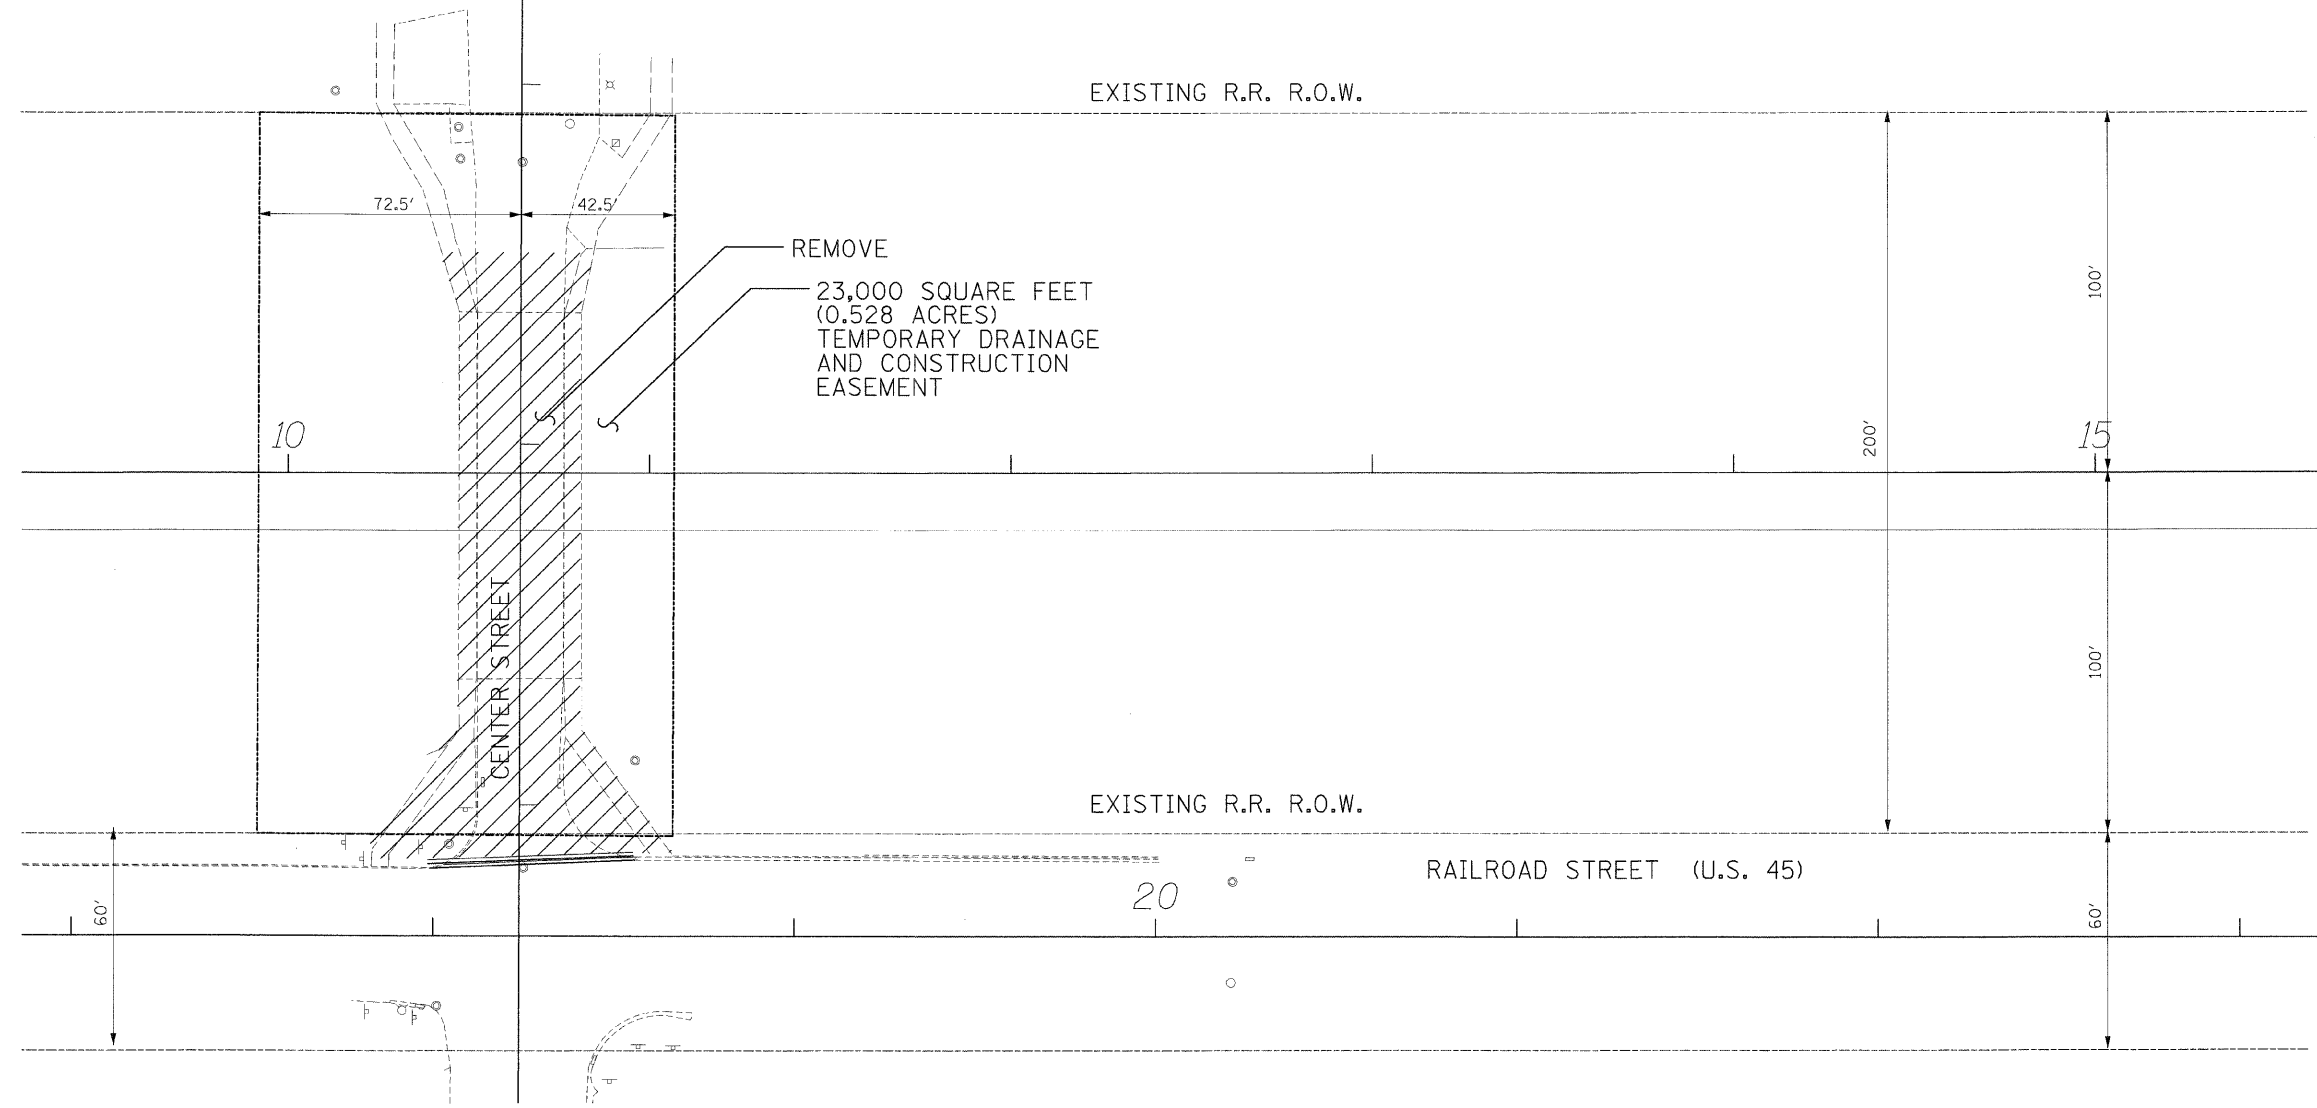 EXISTING R.R. R.O.W.
72.5'
42.5'
REMOVE
23,000 SQUARE FEET
(0.528 ACRES)
TEMPORARY DRAINAGE
AND CONSTRUCTION
EASEMENT
100'
200'
10
15
CENTER STREET
100'
EXISTING R.R. R.O.W.
RAILROAD STREET (U.S. 45)
20
60'
60'